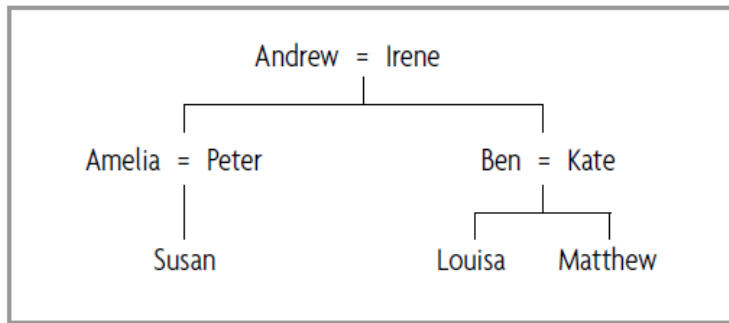 Andrew = Irene
Amelia = Peter Ben = Kate
Susan Louisa Matthew